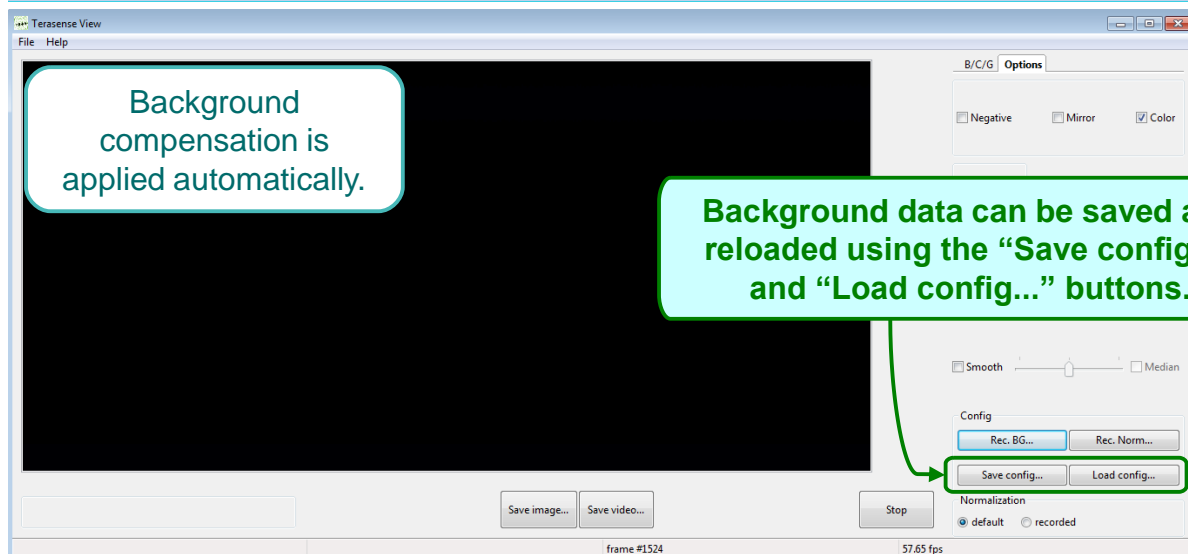 Terasense View
File Help
B/C/G Options
Background
compensation is
applied automatically.
Negative Mirror Color
Background data can be saved
reloaded using the “Save config
and “Load config...” buttons.
Smooth Median
Config
Rec. BG... Rec. Norm...
Save config... Load config...
Save image... Save video... Stop
Normalization
default recorded
frame #1524 57.65 fps